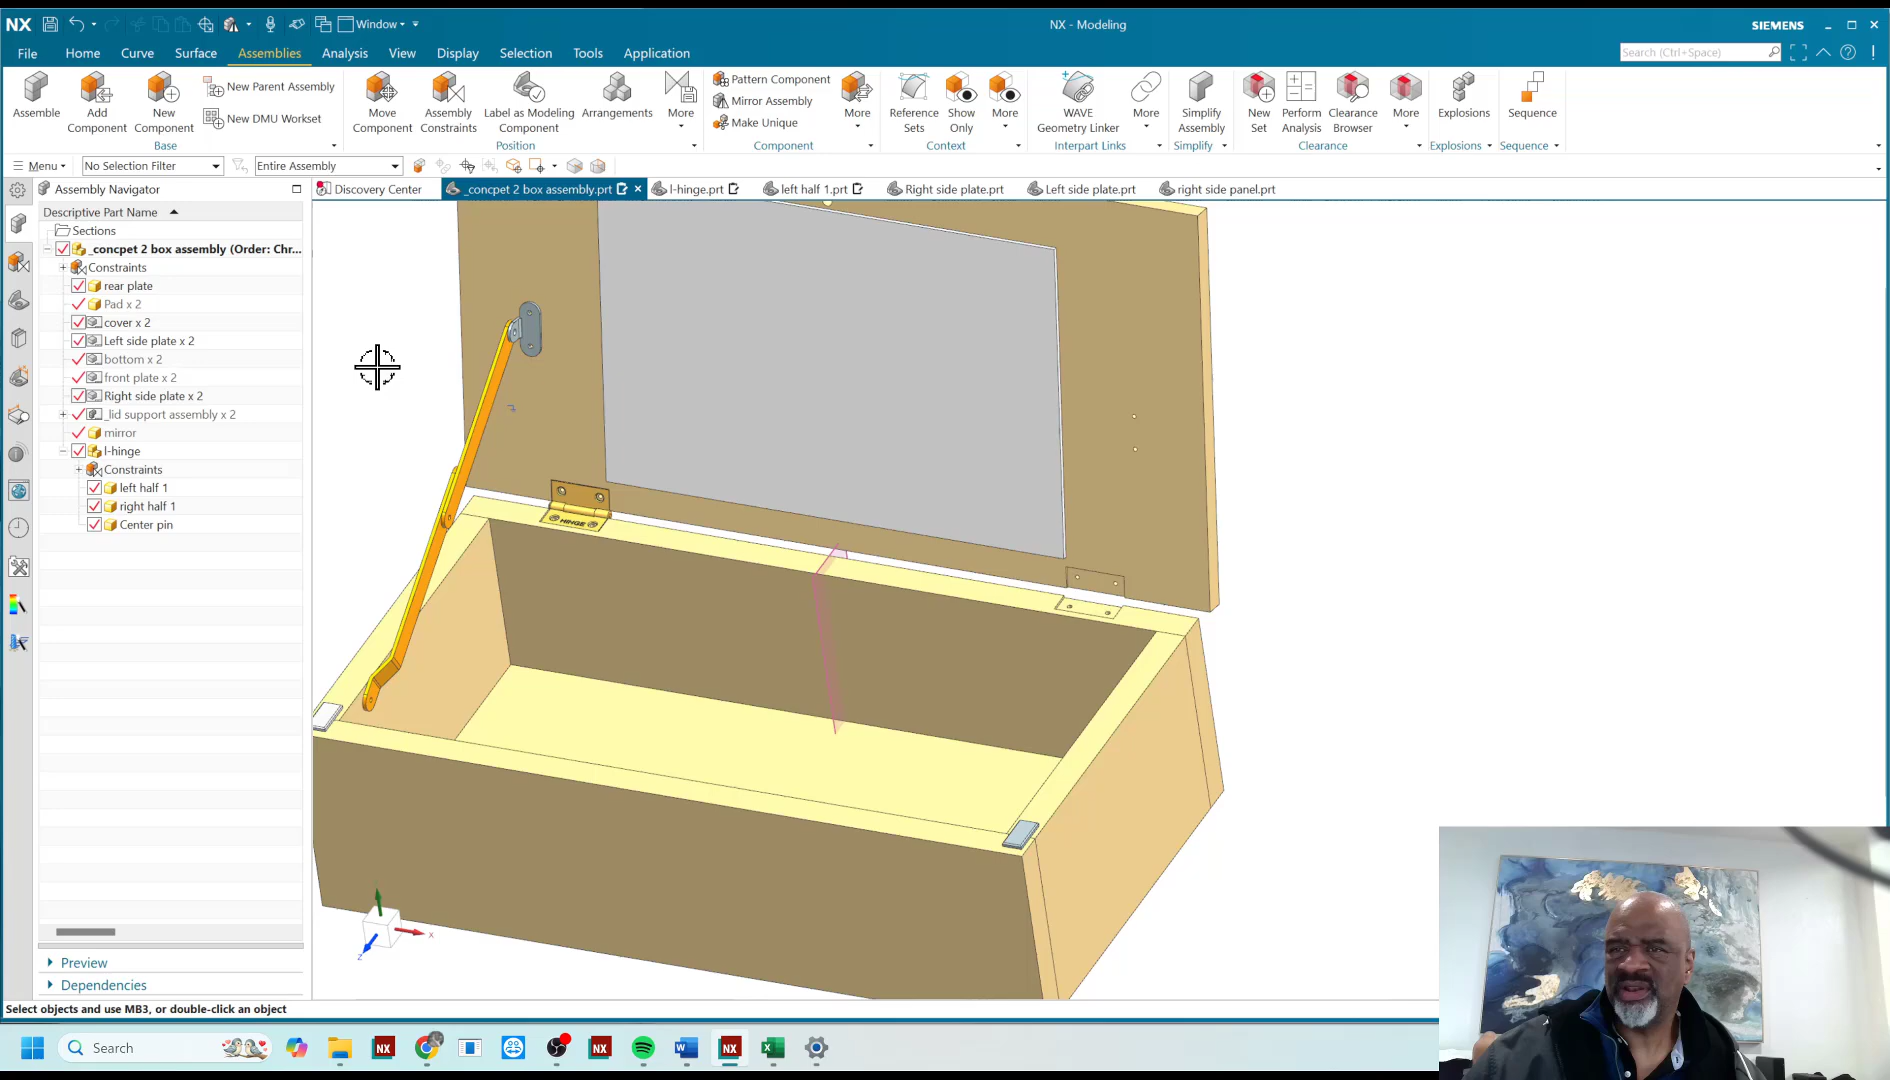 NX Window NX - Modeling SIEMENS
File Home Curve Surface Assemblies Analysis View Display Selection Tools Application Search (Ctrl+Space)
Assemble
Add Component
New Component
New Parent Assembly
New DMU Workset
Base
Move Component
Assembly Constraints
Label as Modeling Component
Arrangements
More
Position
Pattern Component
Mirror Assembly
Make Unique
More
Component
Reference Sets
Show Only
More
Context
WAVE Geometry Linker
More
Interpart Links
Simplify Assembly
Simplify
New Set
Perform Analysis
Clearance Browser
More
Clearance
Explosions
Explosions
Sequence
Sequence
Menu No Selection Filter Entire Assembly
Assembly Navigator
Discovery Center _concpet 2 box assembly.prt l-hinge.prt left half 1.prt Right side plate.prt Left side plate.prt right side panel.prt
Descriptive Part Name
Sections
_concpet 2 box assembly (Order: Chr...
Constraints
rear plate
Pad x 2
cover x 2
Left side plate x 2
bottom x 2
front plate x 2
Right side plate x 2
_lid support assembly x 2
mirror
l-hinge
Constraints
left half 1
right half 1
Center pin
HINGE
X
Z
Preview
Dependencies
Select objects and use MB3, or double-click an object
Search